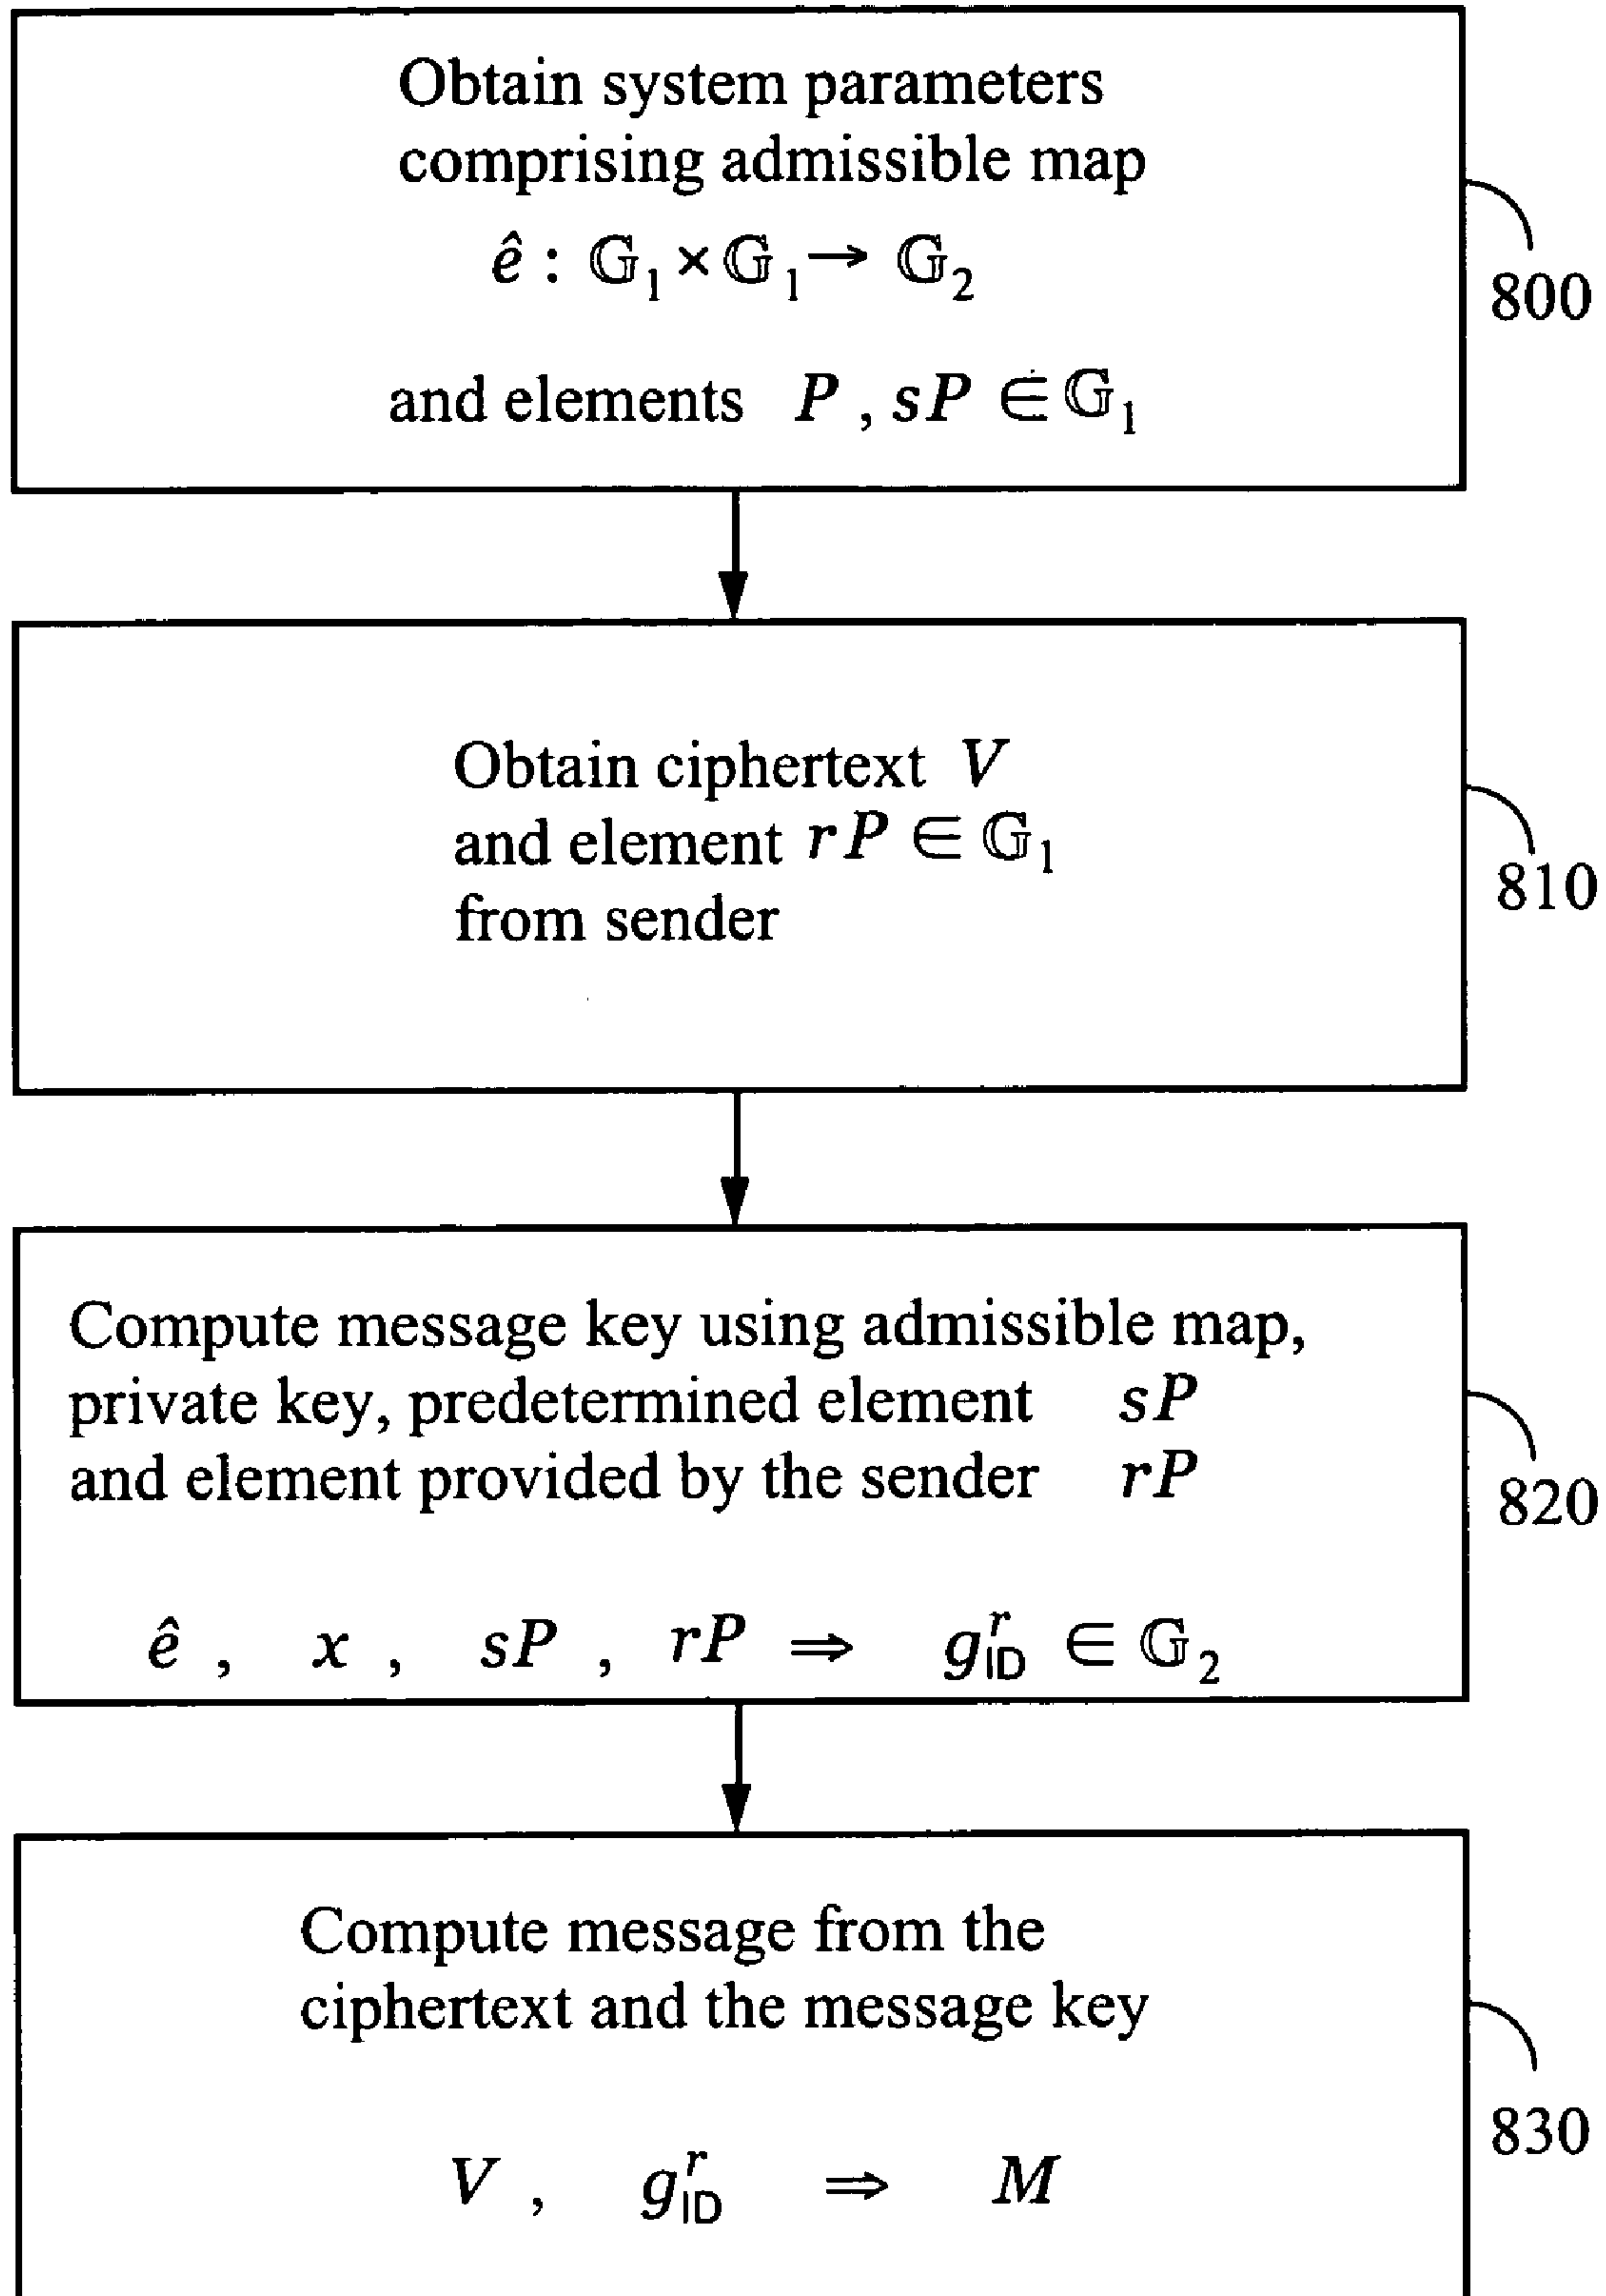 Obtain system parameters
comprising admissible map
ê : 𝔾₁ × 𝔾₁ → 𝔾₂
and elements P , sP ∈ 𝔾₁
800
Obtain ciphertext V
and element rP ∈ 𝔾₁
from sender
810
Compute message key using admissible map,
private key, predetermined element sP
and element provided by the sender rP
ê , x , sP , rP ⇒ g_ID^r ∈ 𝔾₂
820
Compute message from the
ciphertext and the message key
V , g_ID^r ⇒ M
830